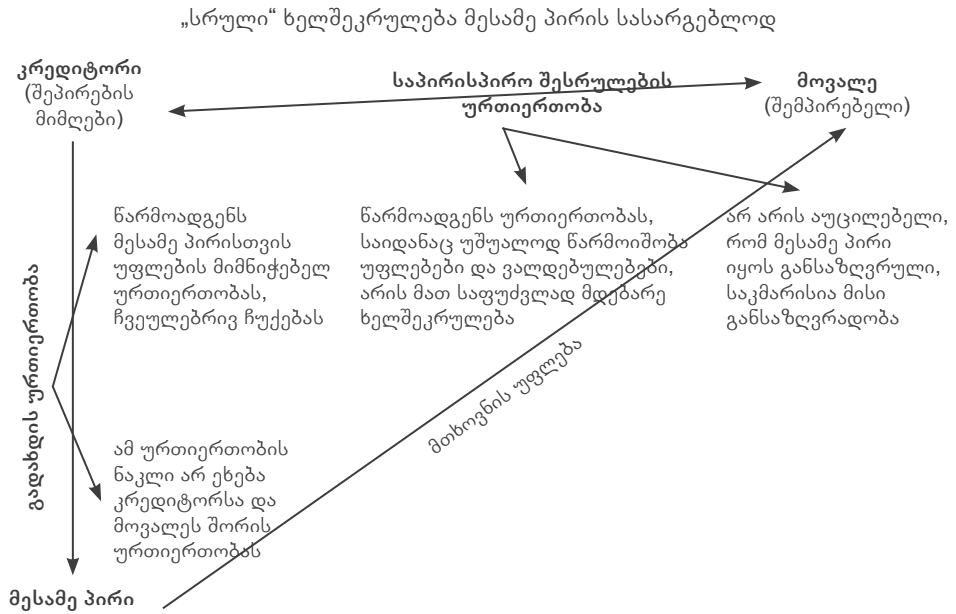 „სრული“ ხელშეკრულება მესამე პირის სასარგებლოდ
კრედიტორი
(შეპირების
მიმღები)
საპირისპირო შესრულების
ურთიერთობა
მოვალე
(შემპირებელი)
წარმოადგენს
მესამე პირისთვის
უფლების მიმნიჭებელ
ურთიერთობას,
ჩვეულებრივ ჩუქებას
წარმოადგენს ურთიერთობას,
საიდანაც უშუალოდ წარმოიშობა
უფლებები და ვალდებულებები,
არის მათ საფუძვლად მდებარე
ხელშეკრულება
არ არის აუცილებელი,
რომ მესამე პირი
იყოს განსაზღვრული,
საკმარისია მისი
განსაზღვრადობა
გადახდის ურთიერთობა
მთხოვნის უფლება
ამ ურთიერთობის
ნაკლი არ ეხება
კრედიტორსა და
მოვალეს შორის
ურთიერთობას
მესამე პირი